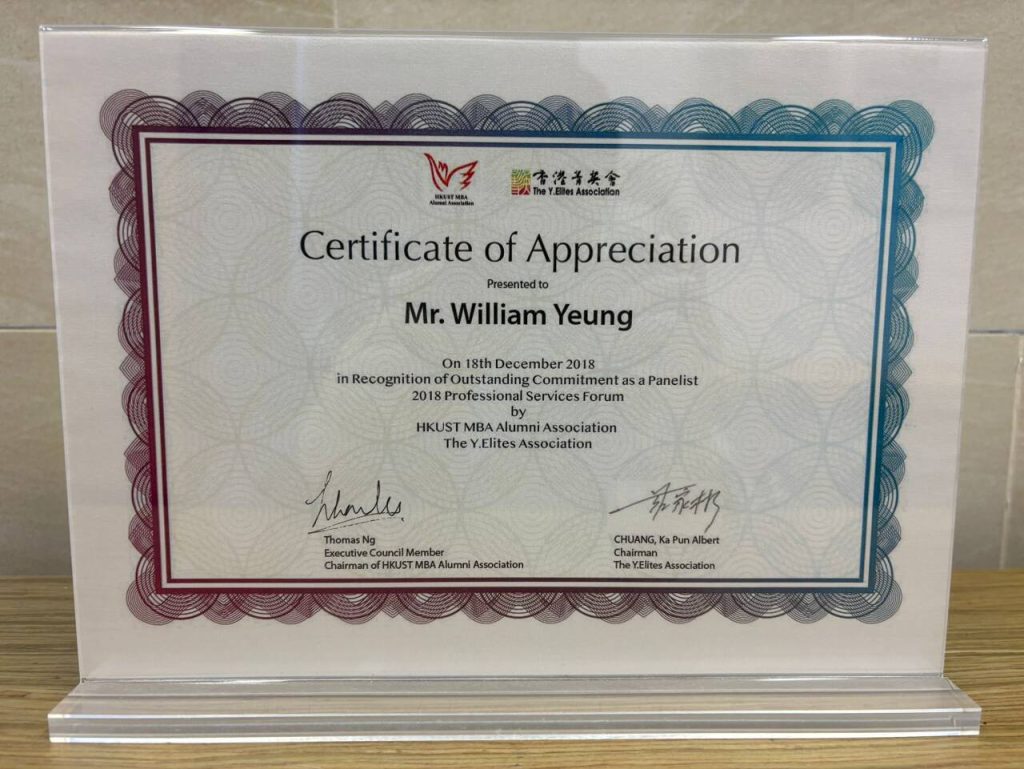 HKUST MBA
Alumni Association
香港菁英會
The Y.Elites Association
Certificate of Appreciation
Presented to
Mr. William Yeung
On 18th December 2018
in Recognition of Outstanding Commitment as a Panelist
2018 Professional Services Forum
by
HKUST MBA Alumni Association
The Y.Elites Association
Thomas Ng
Executive Council Member
Chairman of HKUST MBA Alumni Association
CHUANG, Ka Pun Albert
Chairman
The Y.Elites Association